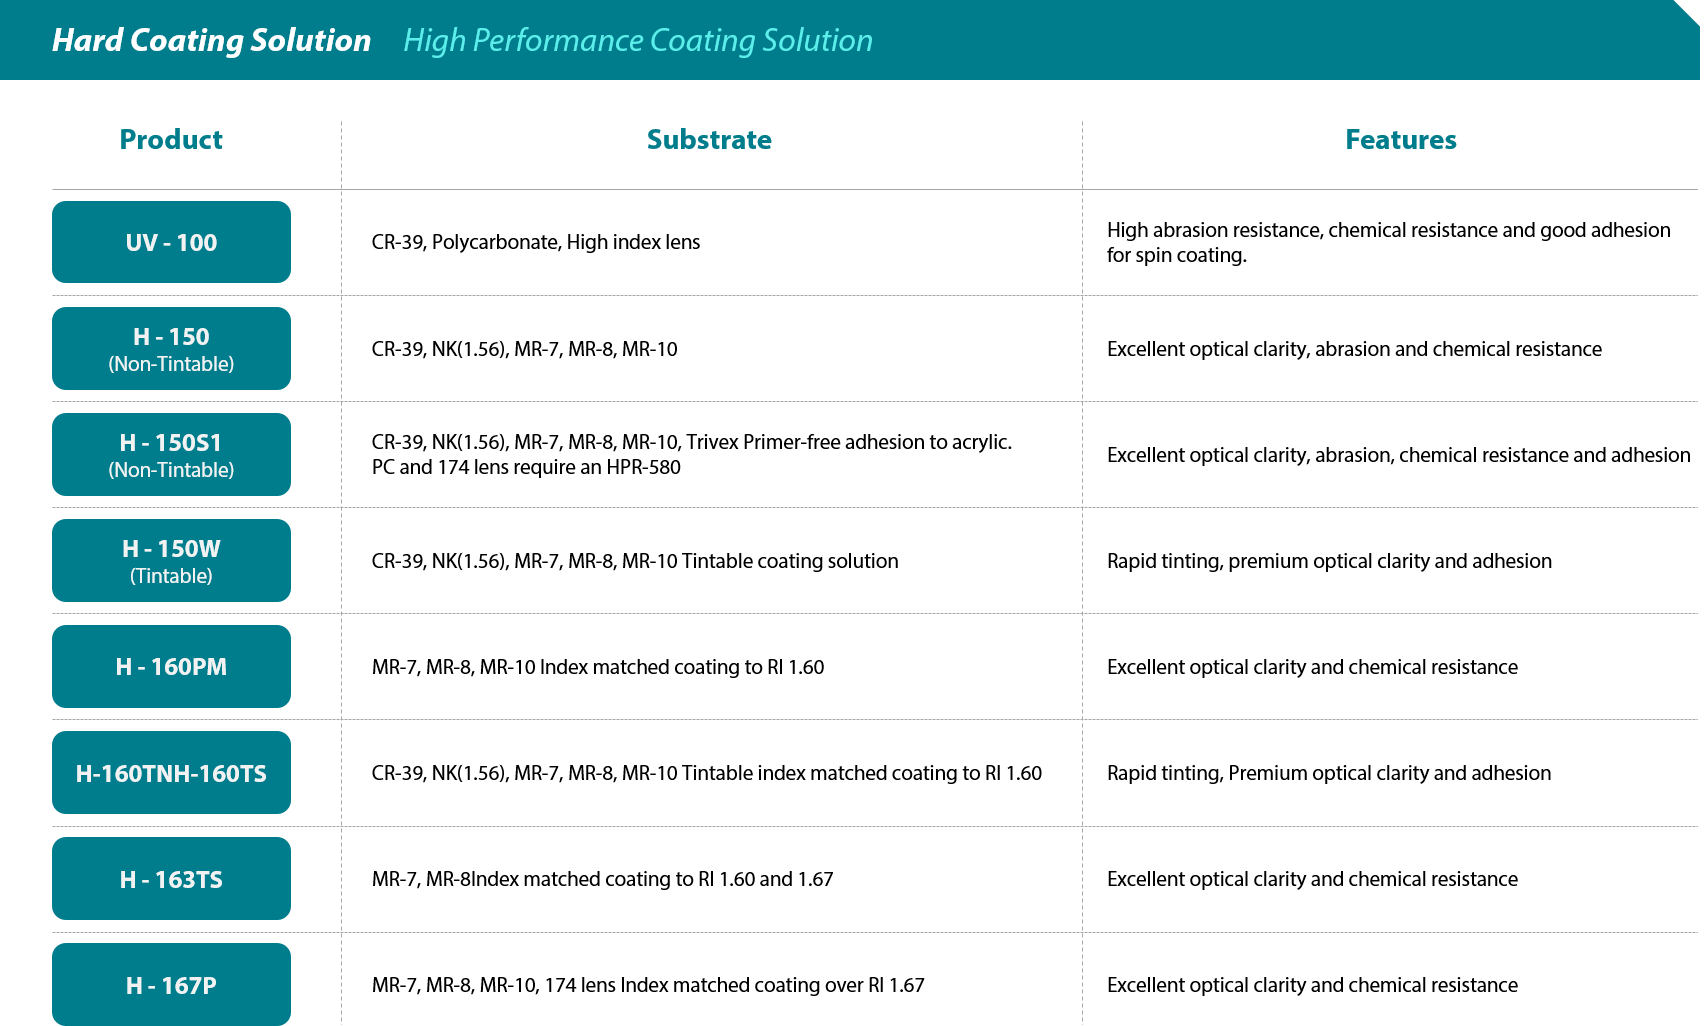 Hard Coating Solution High Performance Coating Solution
Product Substrate Features
UV - 100
CR-39, Polycarbonate, High index lens
High abrasion resistance, chemical resistance and good adhesion
for spin coating.
H - 150
(Non-Tintable)
CR-39, NK(1.56), MR-7, MR-8, MR-10
Excellent optical clarity, abrasion and chemical resistance
H - 150S1
(Non-Tintable)
CR-39, NK(1.56), MR-7, MR-8, MR-10, Trivex Primer-free adhesion to acrylic.
PC and 174 lens require an HPR-580
Excellent optical clarity, abrasion, chemical resistance and adhesion
H - 150W
(Tintable)
CR-39, NK(1.56), MR-7, MR-8, MR-10 Tintable coating solution
Rapid tinting, premium optical clarity and adhesion
H - 160PM
MR-7, MR-8, MR-10 Index matched coating to RI 1.60
Excellent optical clarity and chemical resistance
H-160TNH-160TS
CR-39, NK(1.56), MR-7, MR-8, MR-10 Tintable index matched coating to RI 1.60
Rapid tinting, Premium optical clarity and adhesion
H - 163TS
MR-7, MR-8Index matched coating to RI 1.60 and 1.67
Excellent optical clarity and chemical resistance
H - 167P
MR-7, MR-8, MR-10, 174 lens Index matched coating over RI 1.67
Excellent optical clarity and chemical resistance